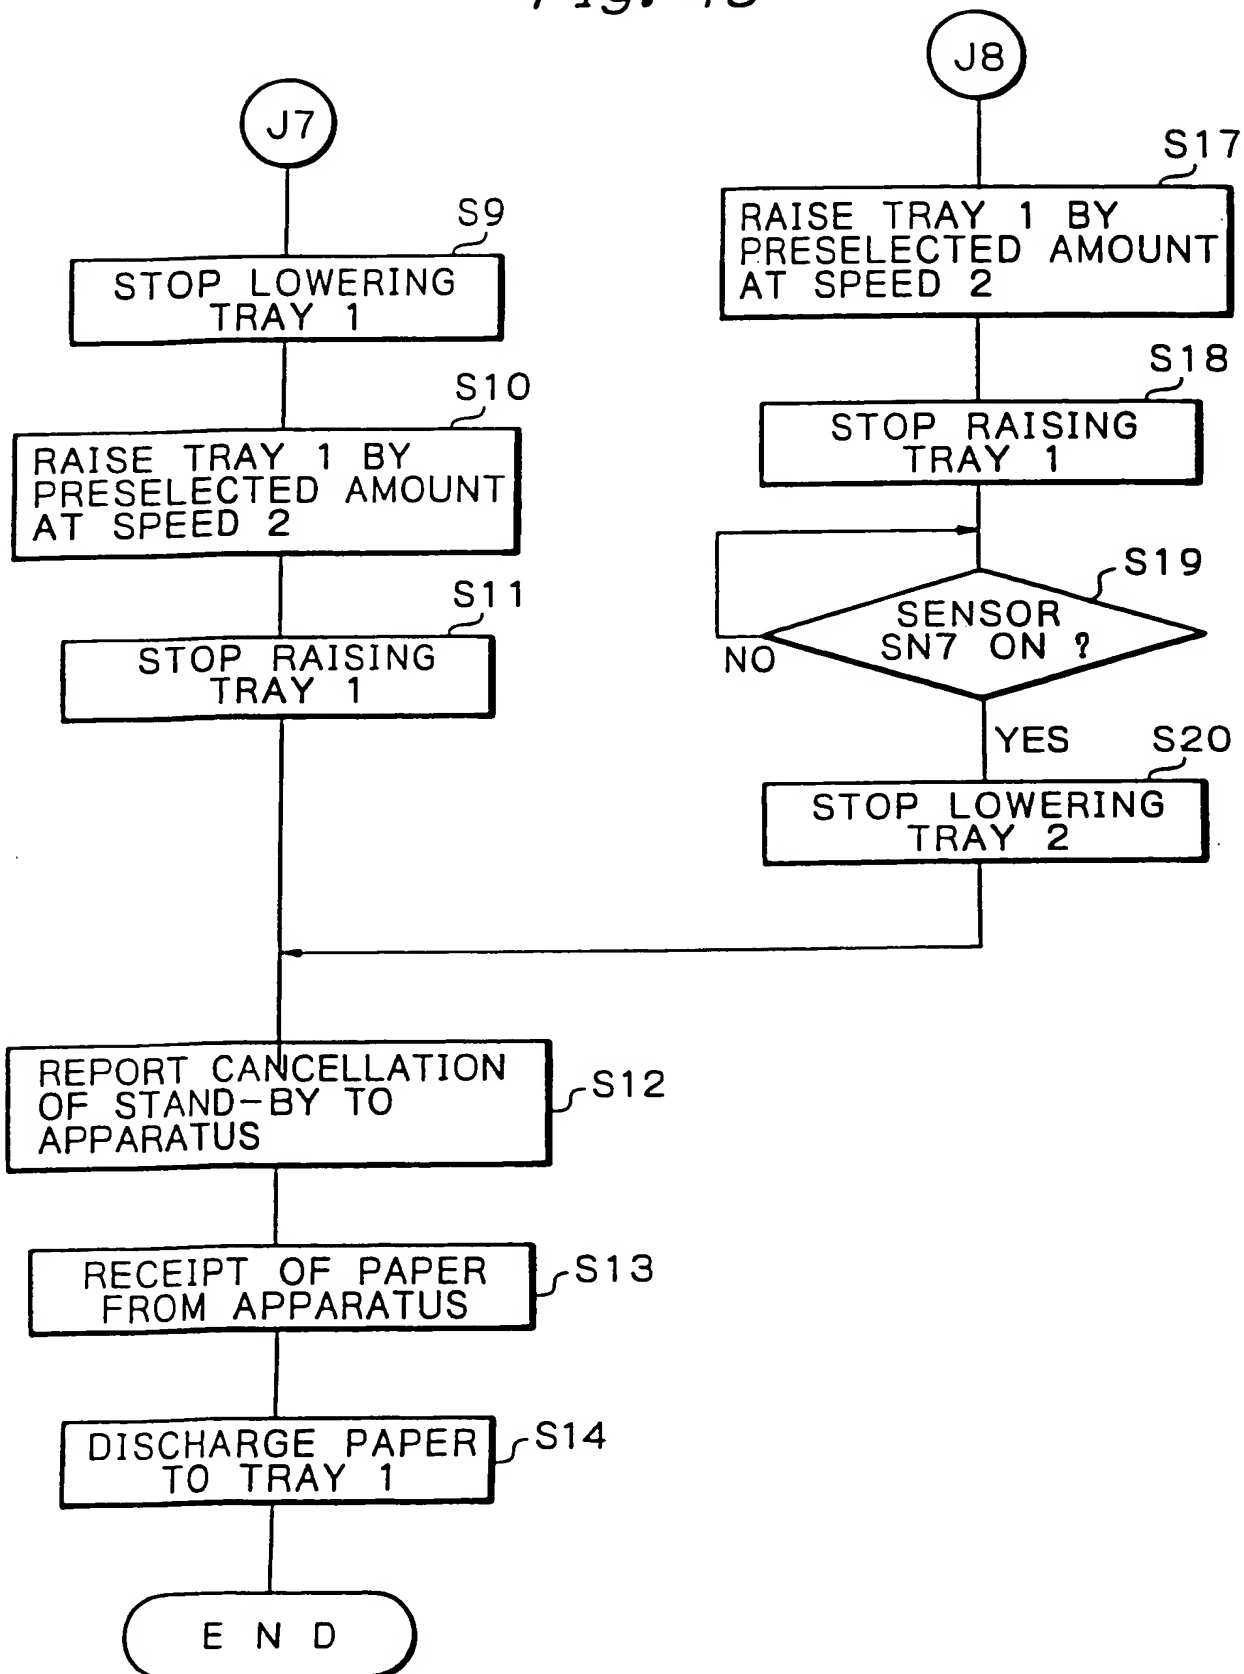 J8
J7
S17
RAISE TRAY 1 BY
PRESELECTED AMOUNT
AT SPEED 2
S9
STOP LOWERING
TRAY 1
S18
STOP RAISING
TRAY 1
S10
RAISE TRAY 1 BY
PRESELECTED AMOUNT
AT SPEED 2
S19
SENSOR
SN7 ON ?
NO
YES
S11
STOP RAISING
TRAY 1
S20
STOP LOWERING
TRAY 2
REPORT CANCELLATION
OF STAND-BY TO
APPARATUS
S12
RECEIPT OF PAPER
FROM APPARATUS
S13
DISCHARGE PAPER
TO TRAY 1
S14
END